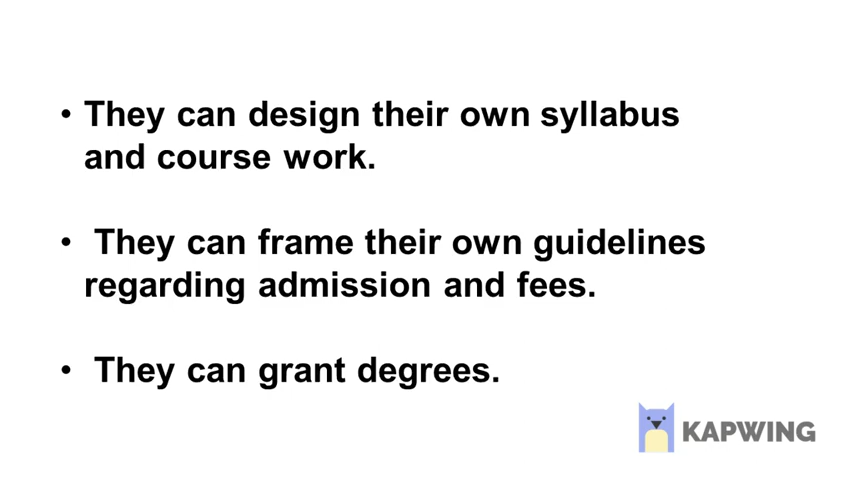 • They can design their own syllabus
and course work.
• They can frame their own guidelines
regarding admission and fees.
• They can grant degrees.
KAPWING